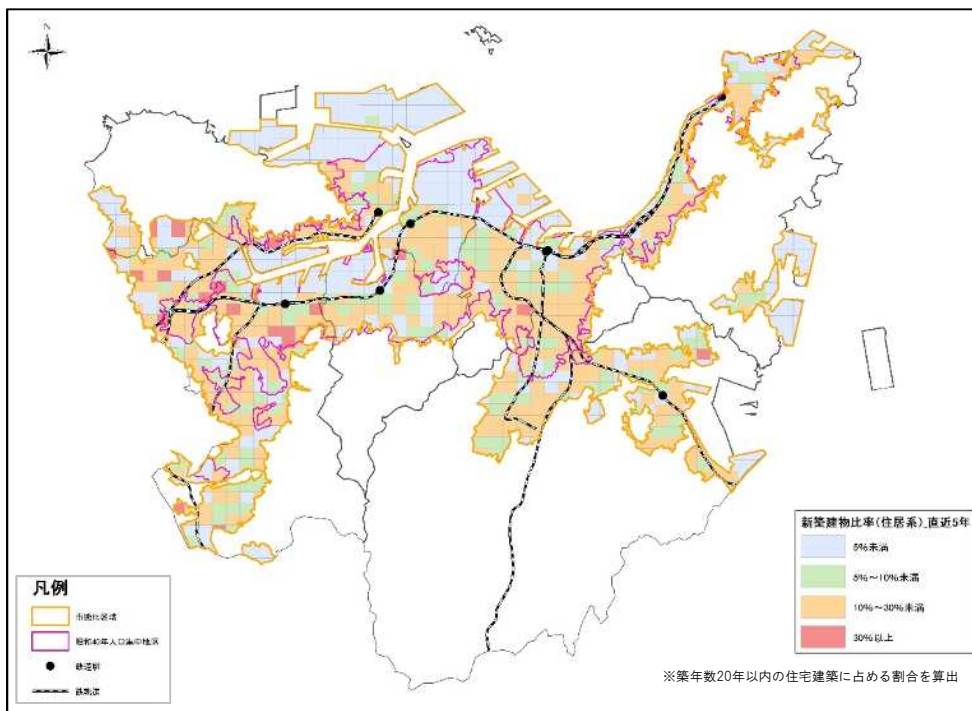 N
新築建物比率(住居系)_直近5年
5%未満
5%~10%未満
10%~30%未満
30%以上
凡例
市街化区域
昭和40年人口集中地区
鉄道駅
鉄軌道
※築年数20年以内の住宅建築に占める割合を算出